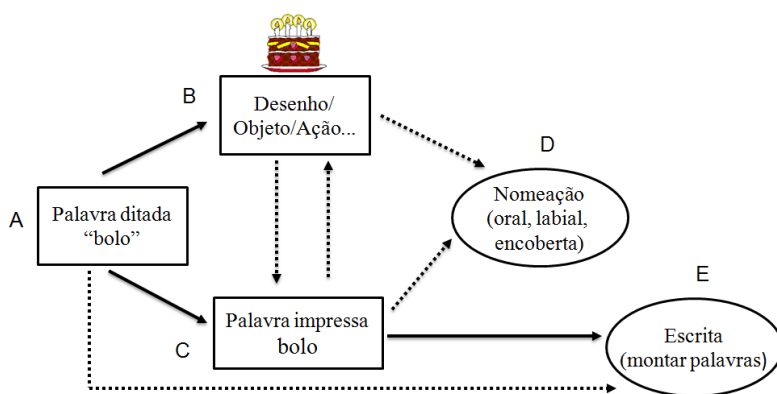 B
Desenho/
Objeto/Ação...
D
Nomeação
(oral, labial,
encoberta)
A
Palavra ditada
“bolo”
E
C
Palavra impressa
bolo
Escrita
(montar palavras)